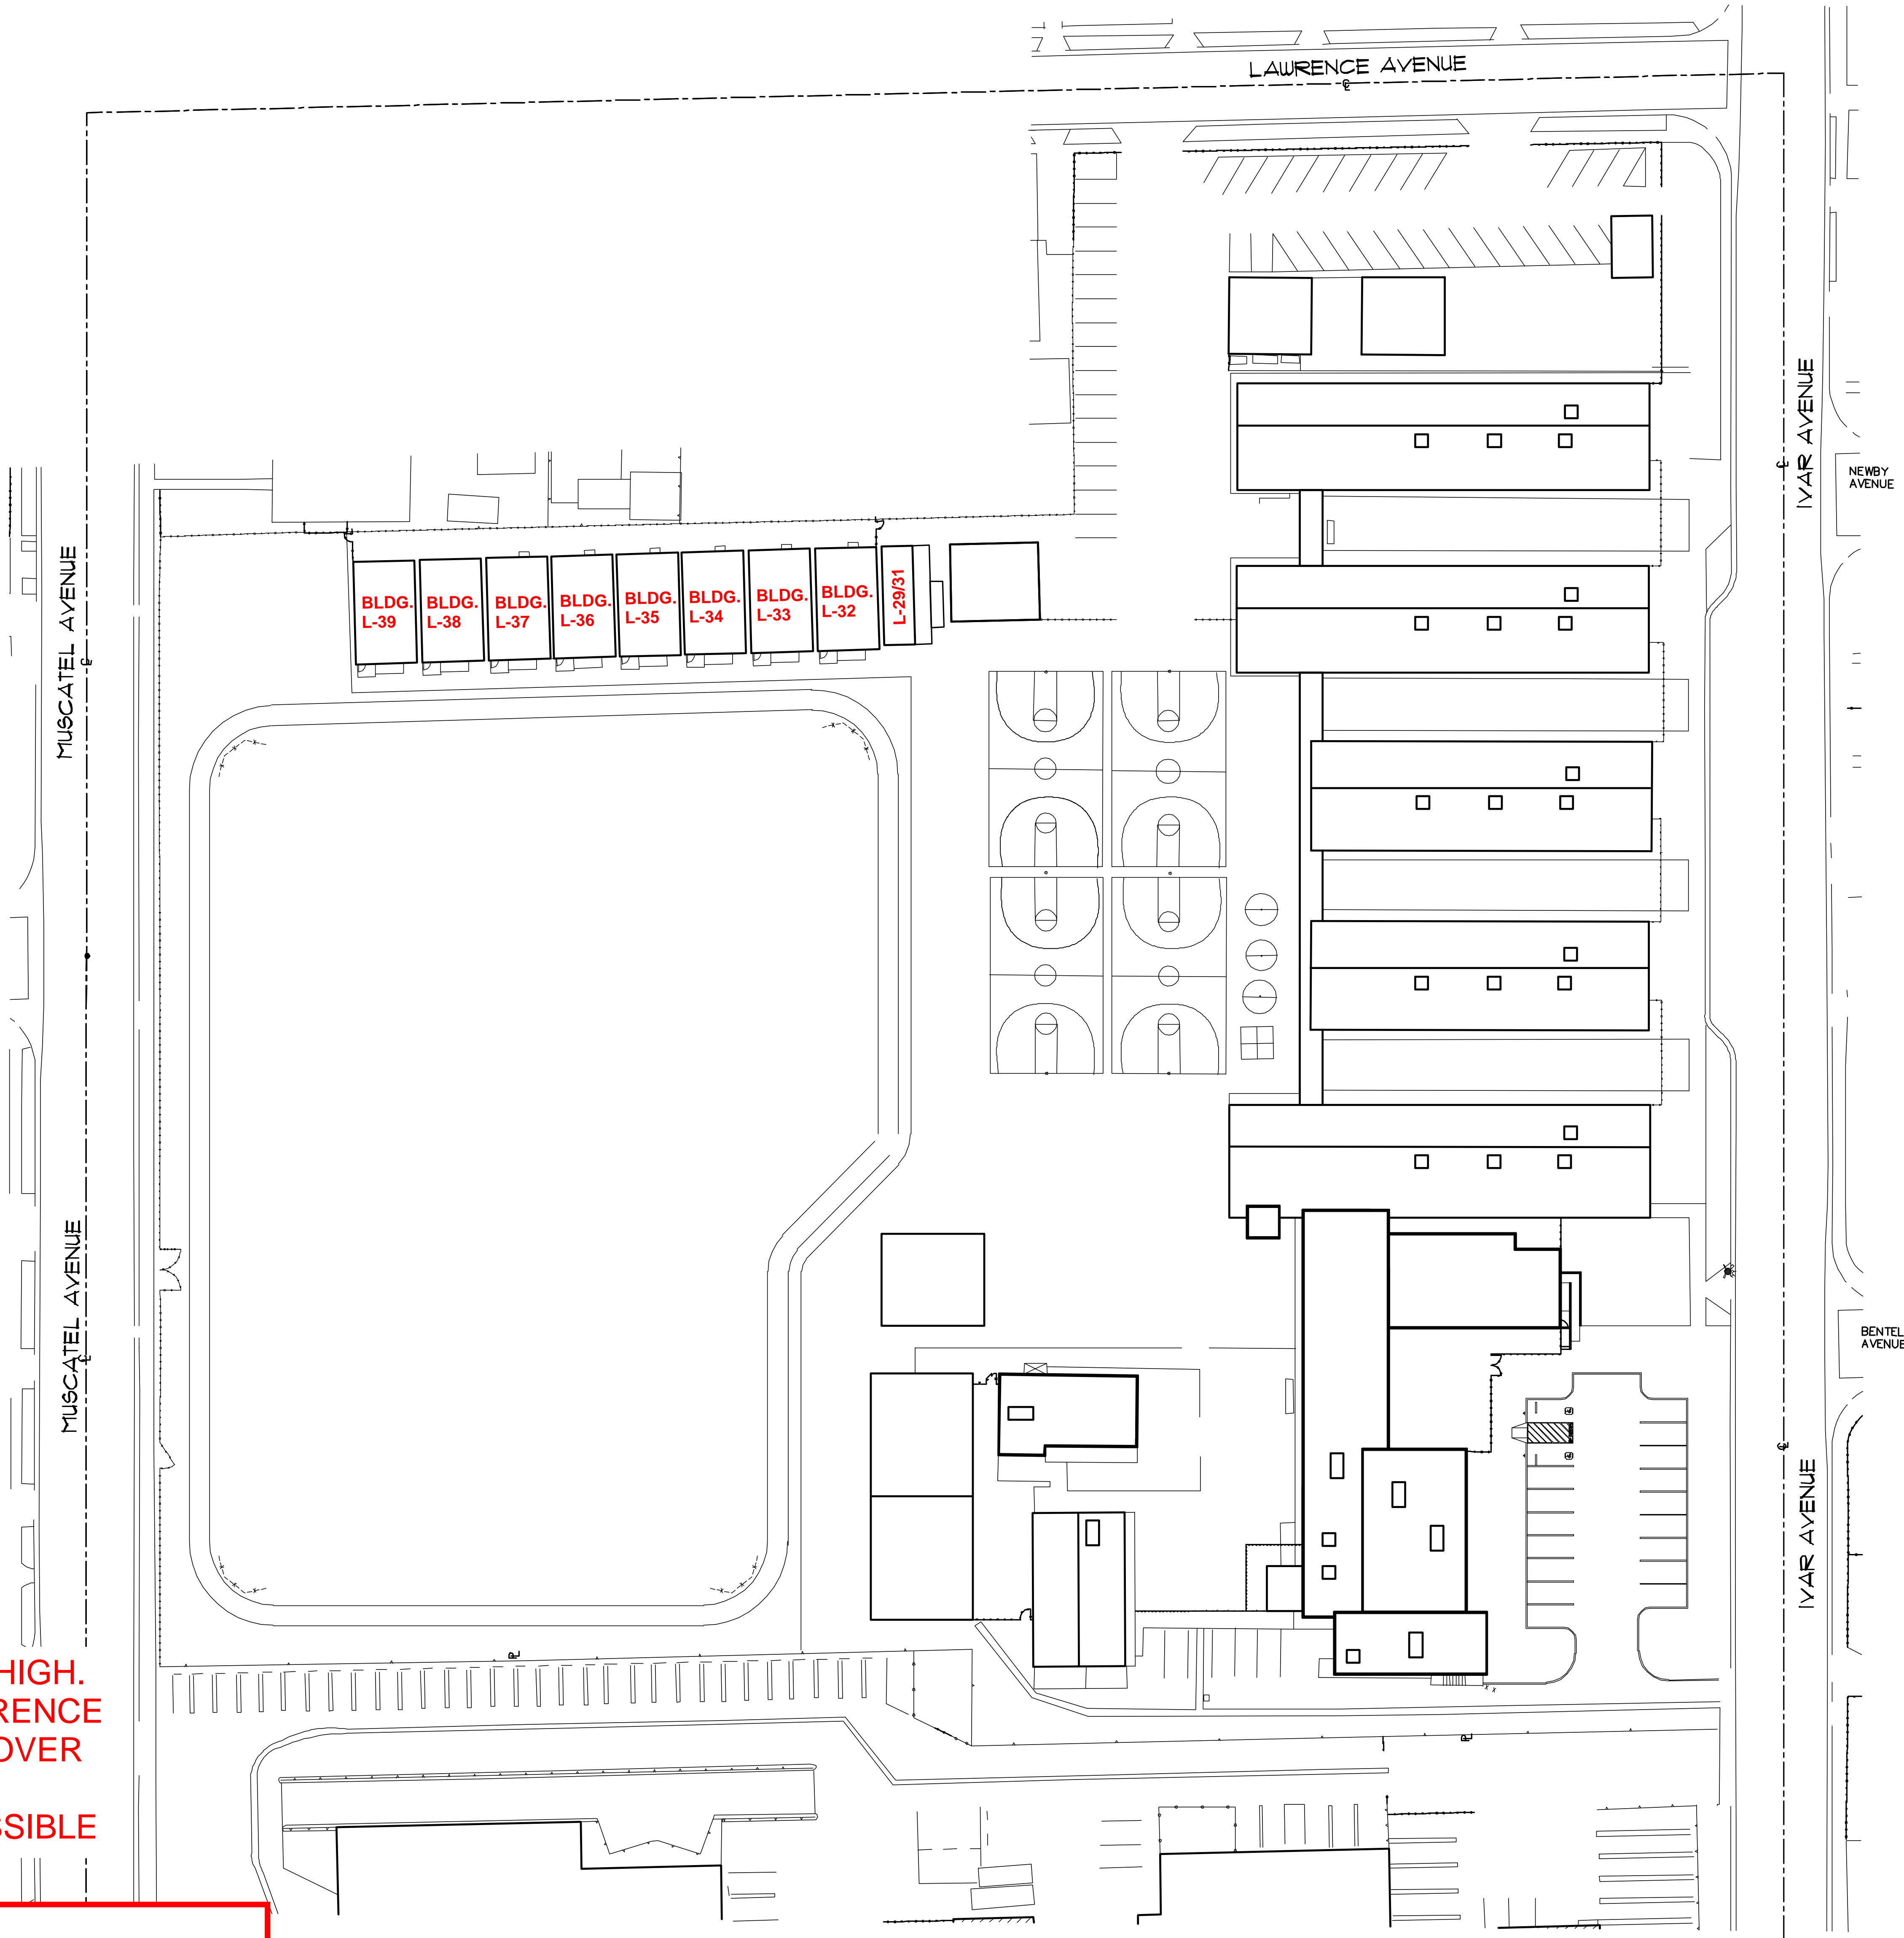 LAWRENCE AVENUE
IVAR AVENUE
NEWBY
AVENUE
MUSCATEL AVENUE
BLDG.
L-39
BLDG.
L-38
BLDG.
L-37
BLDG.
L-36
BLDG.
L-35
BLDG.
L-34
BLDG.
L-33
BLDG.
L-32
L-29/31
MUSCATEL AVENUE
BENTEL
AVENUE
IVAR AVENUE
HIGH.
RENCE
OVER
SSIBLE